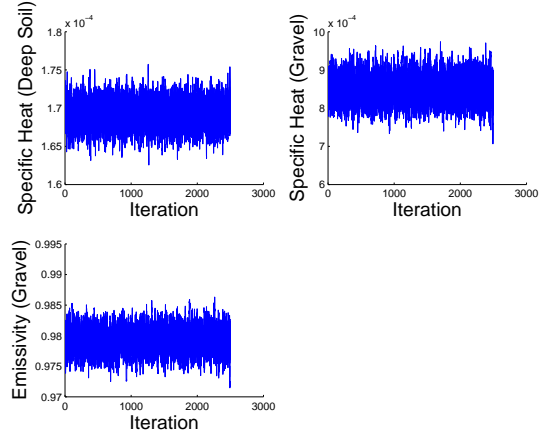 x 10⁻⁴
1.8
1.75
1.7
1.65
1.6
0 1000 2000 3000
Iteration
Specific Heat (Deep Soil)
x 10⁻⁴
10
9
8
7
6
0 1000 2000 3000
Iteration
Specific Heat (Gravel)
0.995
0.99
0.985
0.98
0.975
0.97
0 1000 2000 3000
Iteration
Emissivity (Gravel)